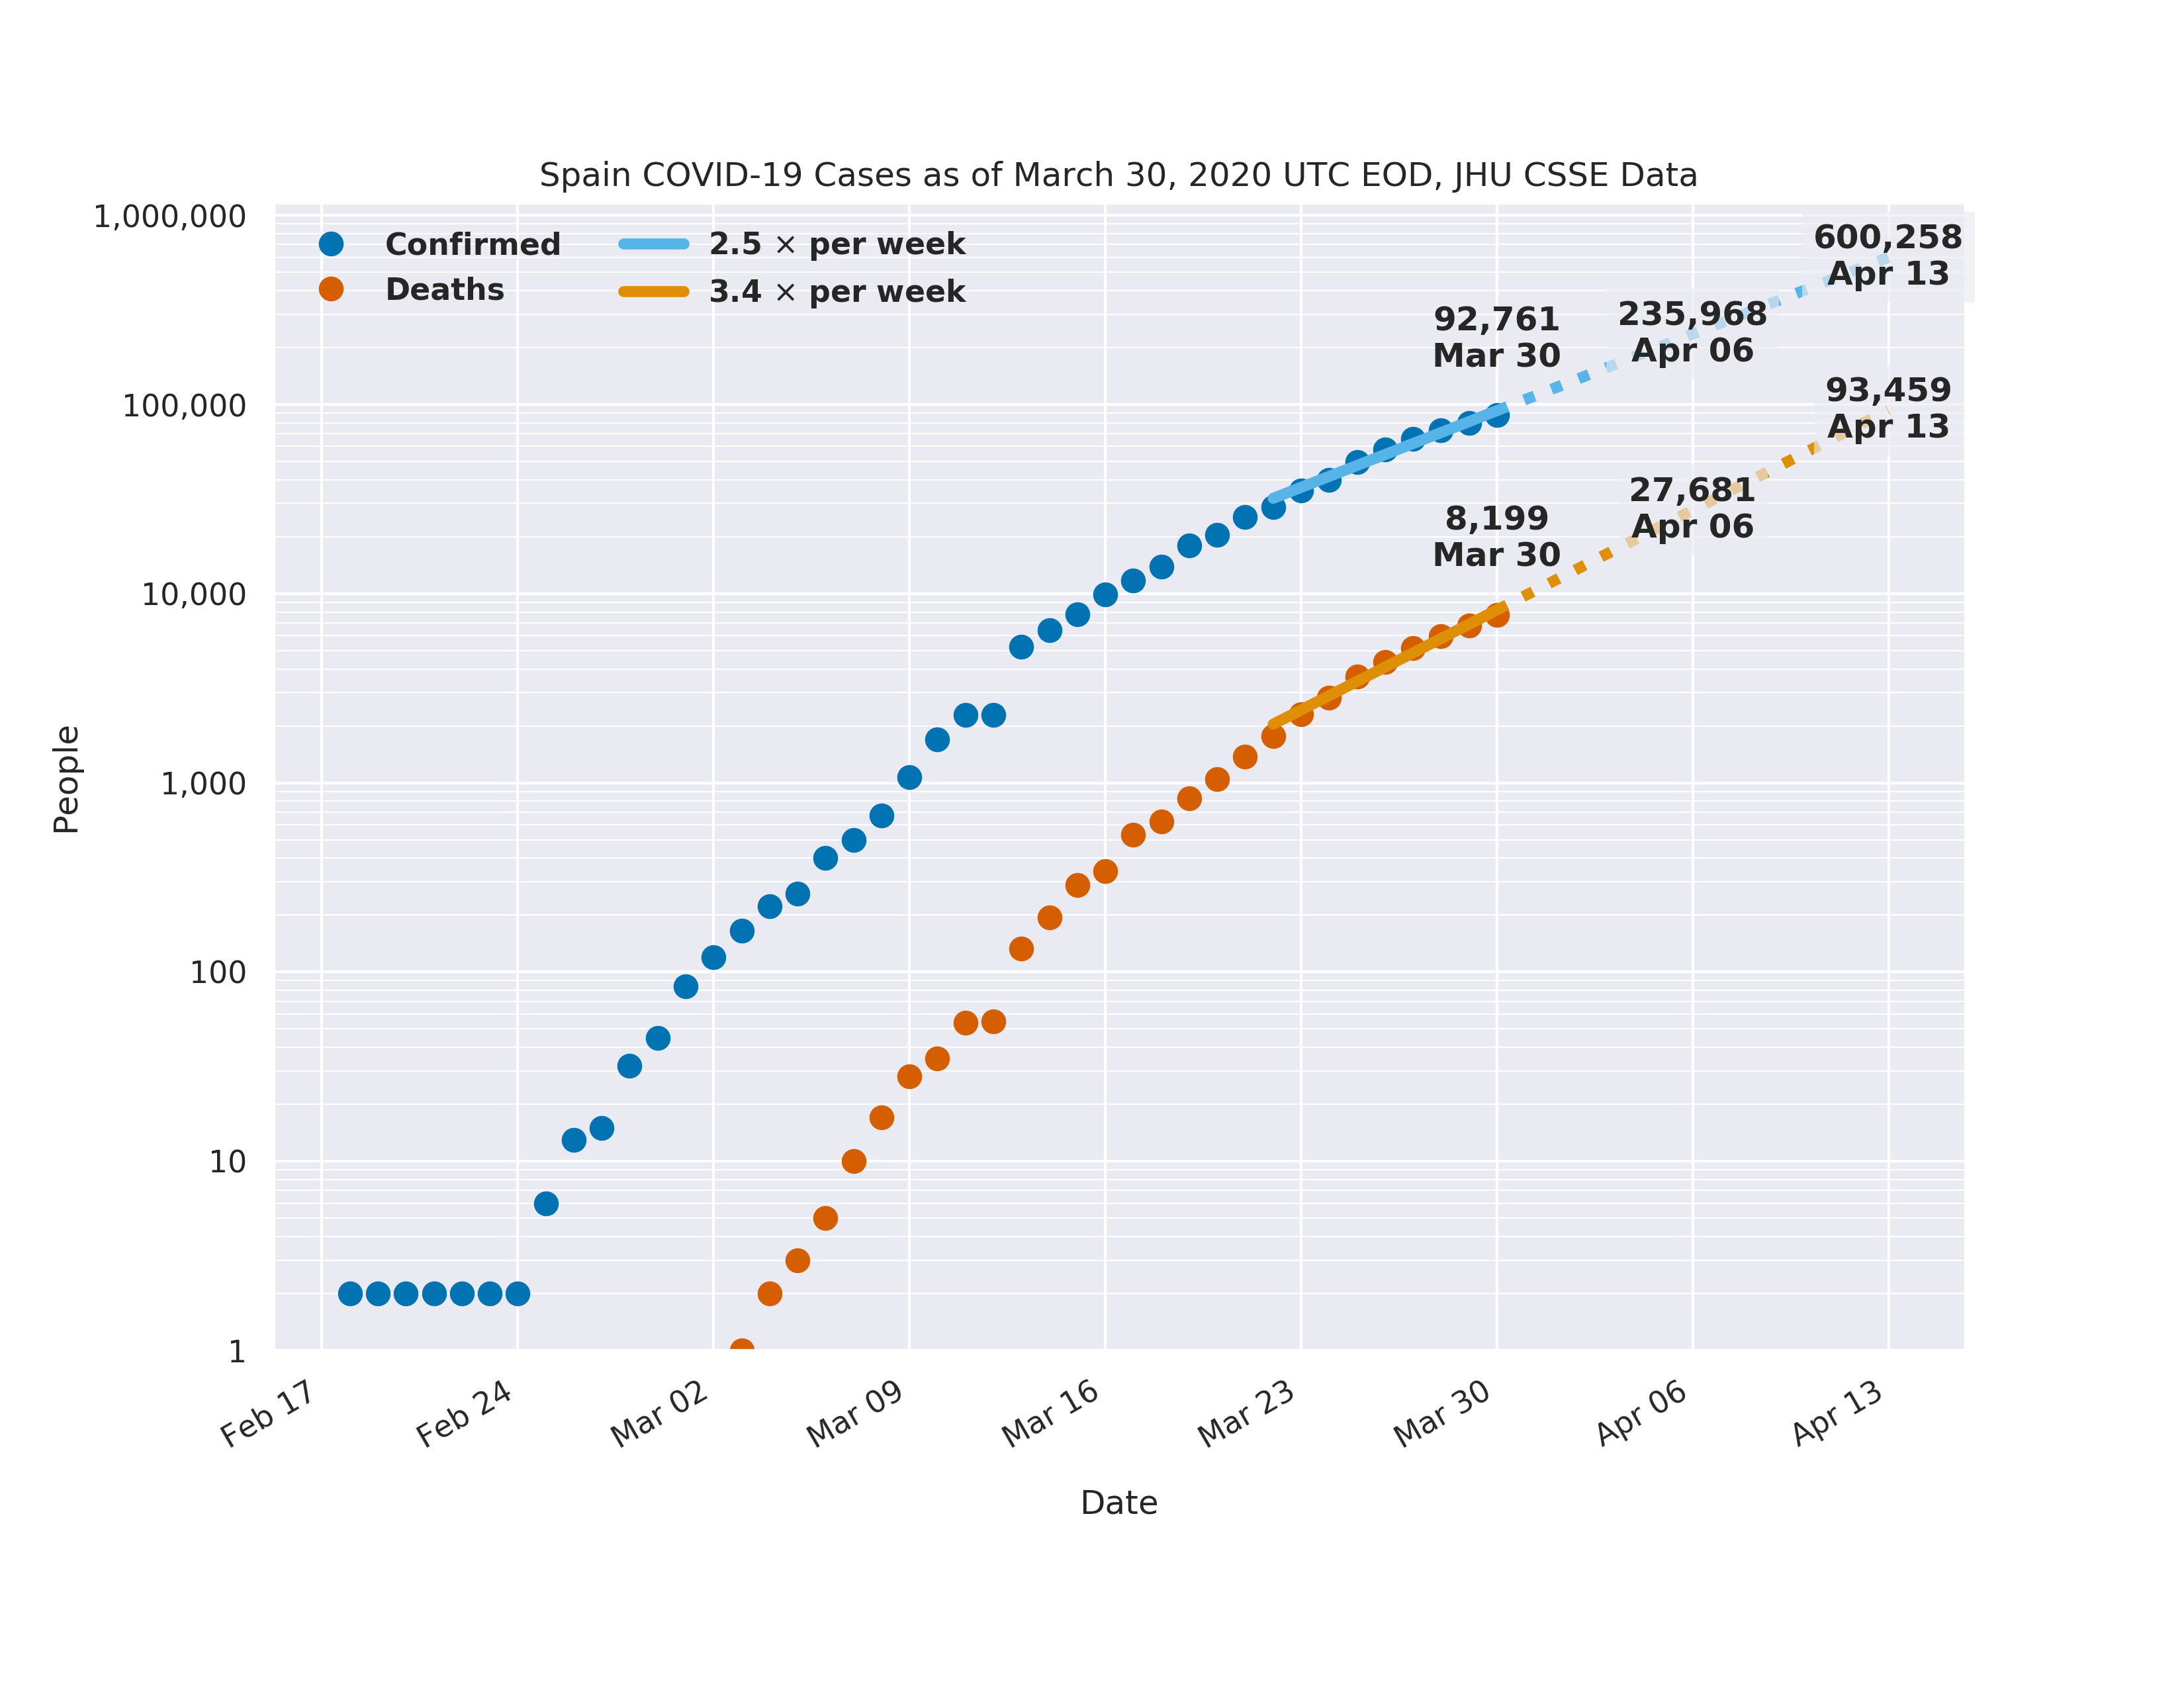 Spain COVID-19 Cases as of March 30, 2020 UTC EOD, JHU CSSE Data
1,000,000
100,000
10,000
1,000
100
10
1
People
Confirmed
Deaths
2.5 × per week
3.4 × per week
92,761
Mar 30
235,968
Apr 06
600,258
Apr 13
8,199
Mar 30
27,681
Apr 06
93,459
Apr 13
Feb 17
Feb 24
Mar 02
Mar 09
Mar 16
Mar 23
Mar 30
Apr 06
Apr 13
Date